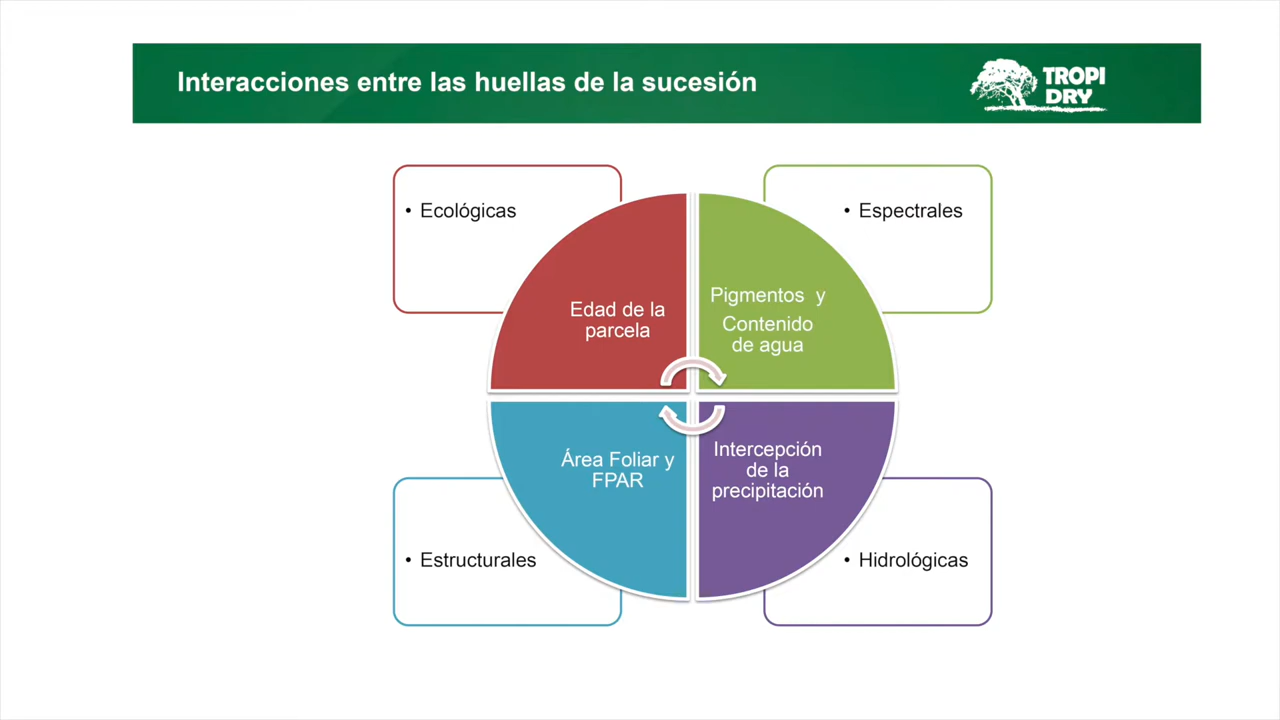 Interacciones entre las huellas de la sucesión
TROPI
DRY
• Ecológicas
• Espectrales
Edad de la
parcela
Pigmentos y
Contenido
de agua
Área Foliar y
FPAR
Intercepción
de la
precipitación
• Estructurales
• Hidrológicas